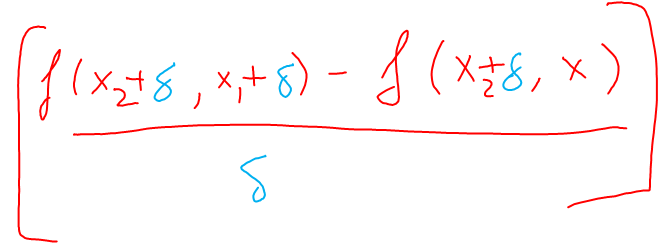 [ f(x₂+δ, x₁+δ) - f(x₂+δ, x) ]
δ